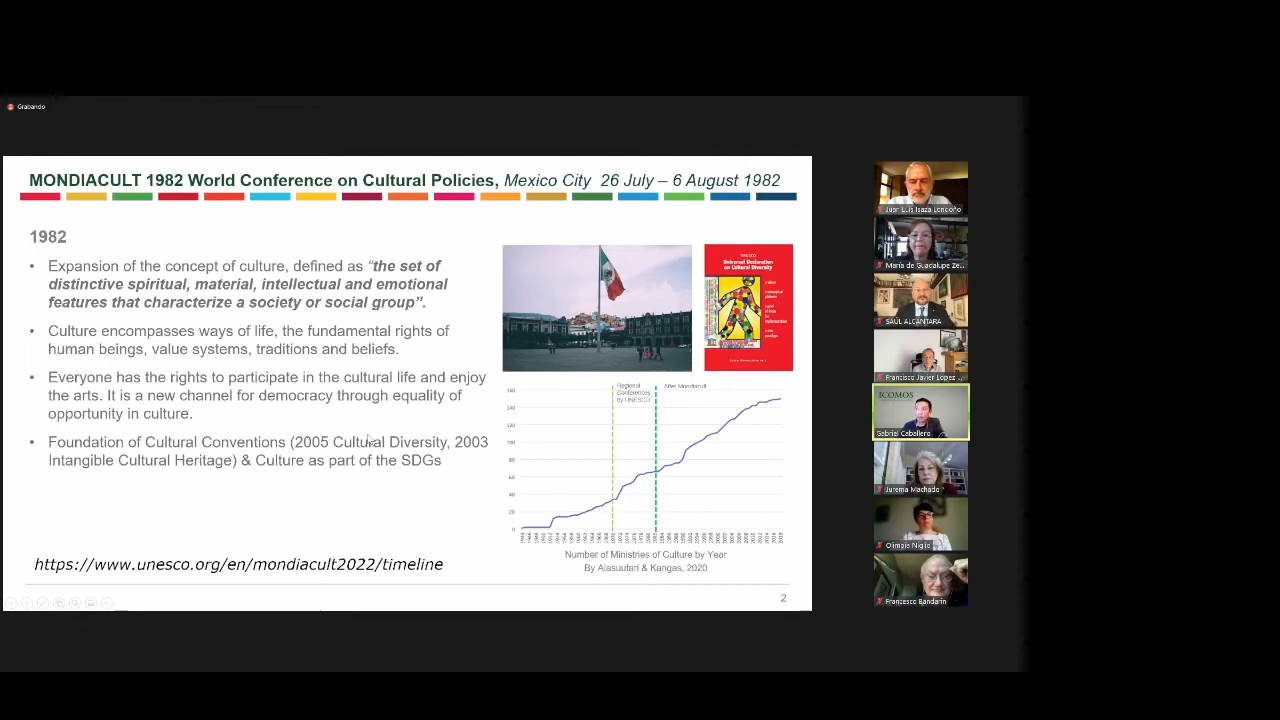 Grabando
MONDIACULT 1982 World Conference on Cultural Policies, Mexico City 26 July – 6 August 1982
1982
• Expansion of the concept of culture, defined as “the set of
distinctive spiritual, material, intellectual and emotional
features that characterize a society or social group”.
• Culture encompasses ways of life, the fundamental rights of
human beings, value systems, traditions and beliefs.
• Everyone has the rights to participate in the cultural life and enjoy
the arts. It is a new channel for democracy through equality of
opportunity in culture.
• Foundation of Cultural Conventions (2005 Cultural Diversity, 2003
Intangible Cultural Heritage) & Culture as part of the SDGs
https://www.unesco.org/en/mondiacult2022/timeline
UNESCO
Universal Declaration
on Cultural Diversity
Regional
Conferences
by UNESCO
After Mondiacult
Number of Ministries of Culture by Year
By Alasuutari & Kangas, 2020
2
Juan Luis Isaza Londoño
María de Guadalupe Ze...
SAÚL ALCÁNTARA
Francisco Javier López ...
ICOMOS
Gabriel Caballero
Jurema Machado
Olimpia Niglio
Francesco Bandarin